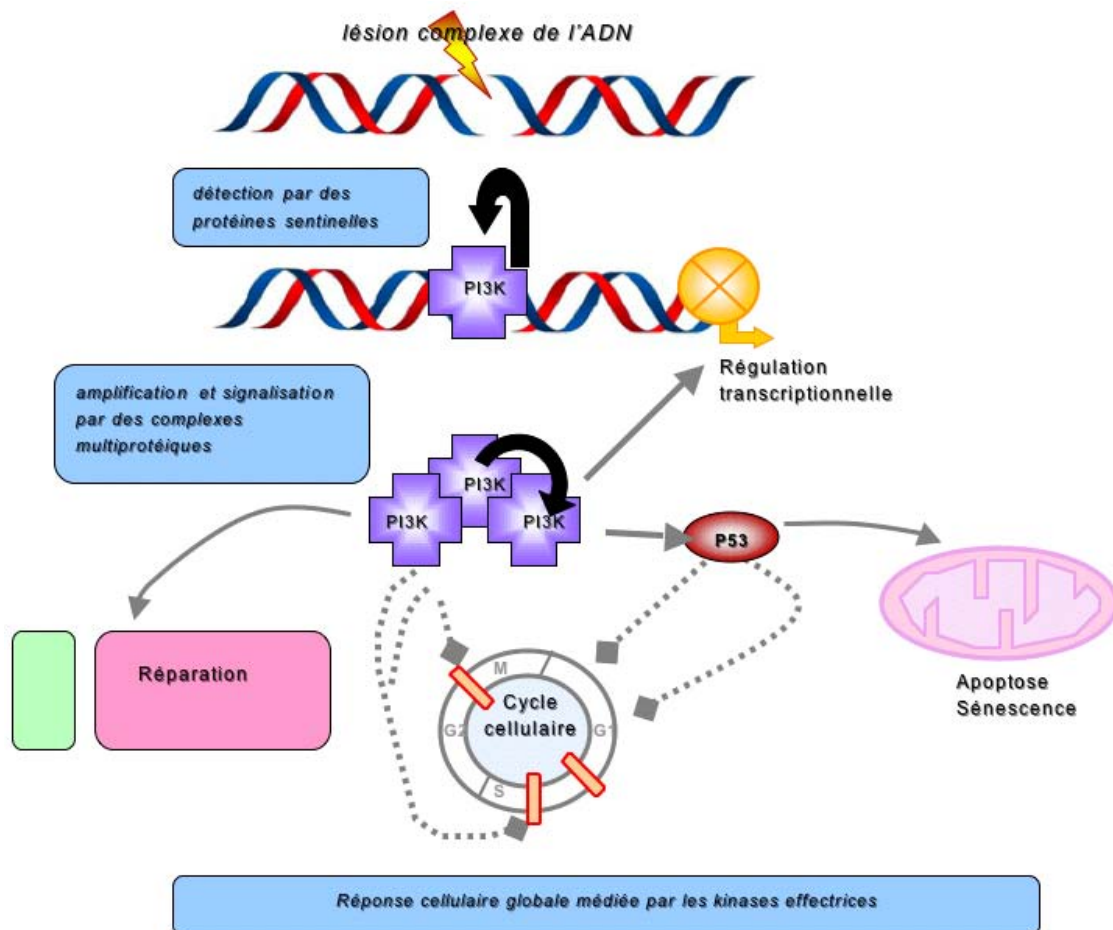 lésion complexe de l'ADN
détection par des
protéines sentinelles
PI3K
Régulation
transcriptionnelle
amplification et signalisation
par des complexes
multiprotéiques
PI3K
PI3K
PI3K
P53
Réparation
M
Cycle
cellulaire
G2
G1
S
Apoptose
Sénescence
Réponse cellulaire globale médiée par les kinases effectrices